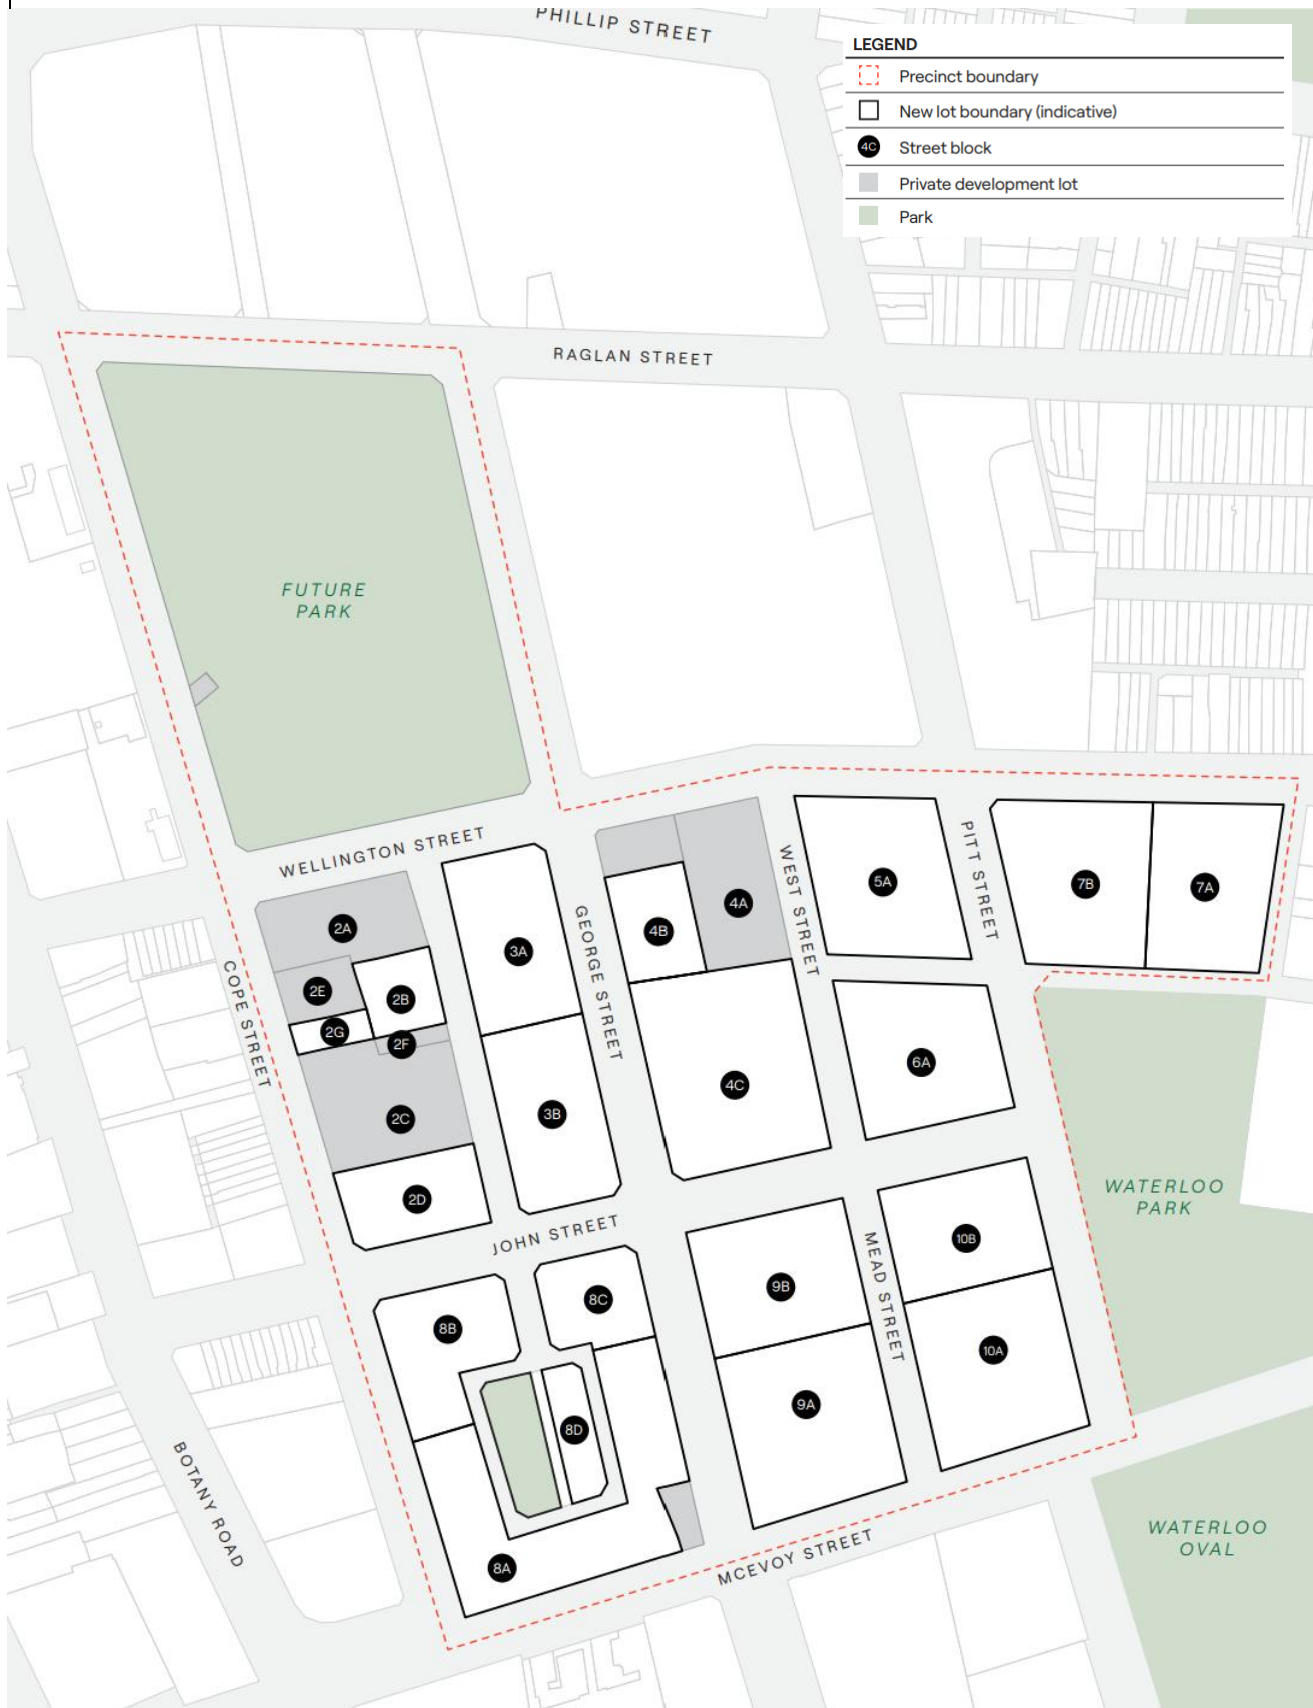 PHILLIP STREET
LEGEND
Precinct boundary
New lot boundary (indicative)
4C Street block
Private development lot
Park
RAGLAN STREET
FUTURE
PARK
WELLINGTON STREET
PITT STREET
WEST STREET
5A
7B
7A
4A
GEORGE STREET
4B
2A
3A
COPE STREET
2E
2B
2G
2F
6A
4C
2C
3B
2D
WATERLOO
PARK
JOHN STREET
MEAD STREET
10B
9B
8C
8B
10A
9A
8D
BOTANY ROAD
WATERLOO
OVAL
MCEVOY STREET
8A